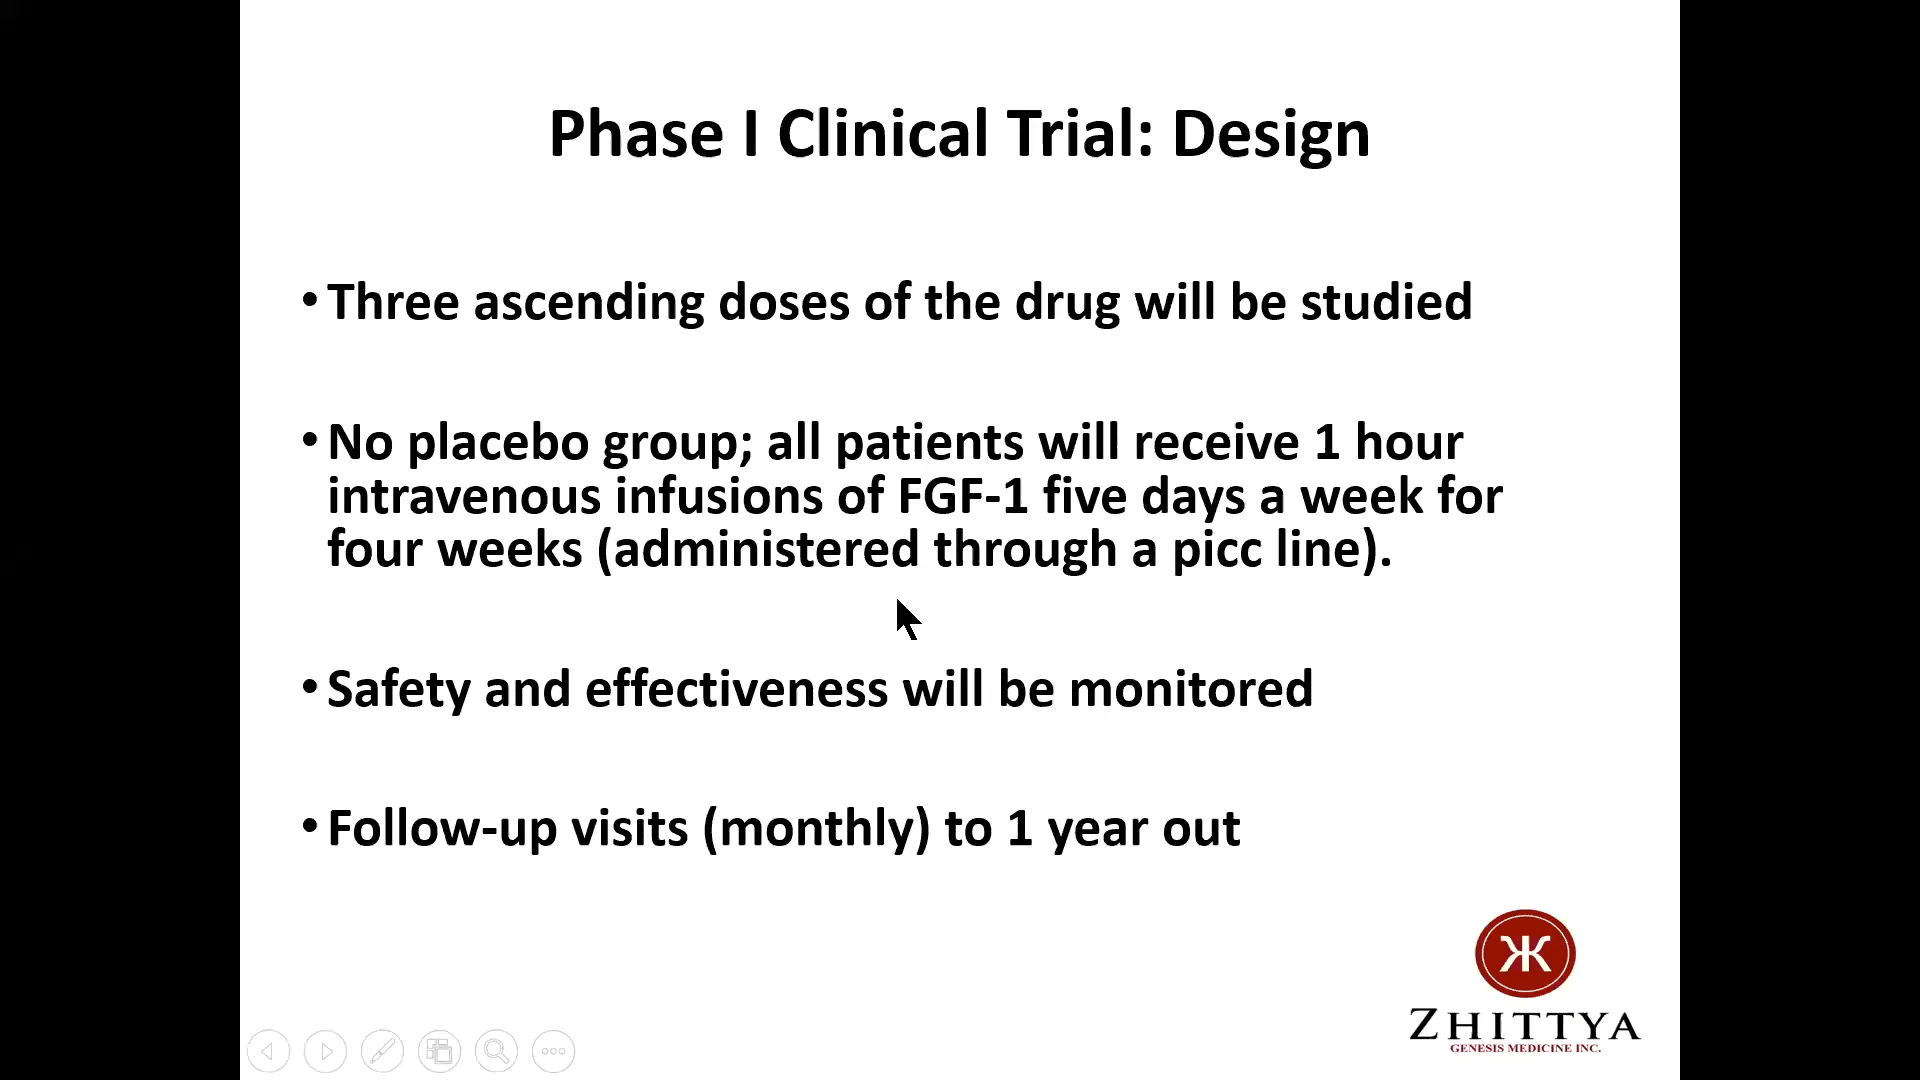 Phase I Clinical Trial: Design
• Three ascending doses of the drug will be studied
• No placebo group; all patients will receive 1 hour
intravenous infusions of FGF-1 five days a week for
four weeks (administered through a picc line).
• Safety and effectiveness will be monitored
• Follow-up visits (monthly) to 1 year out
Ж
ZHITTYA
GENESIS MEDICINE INC.